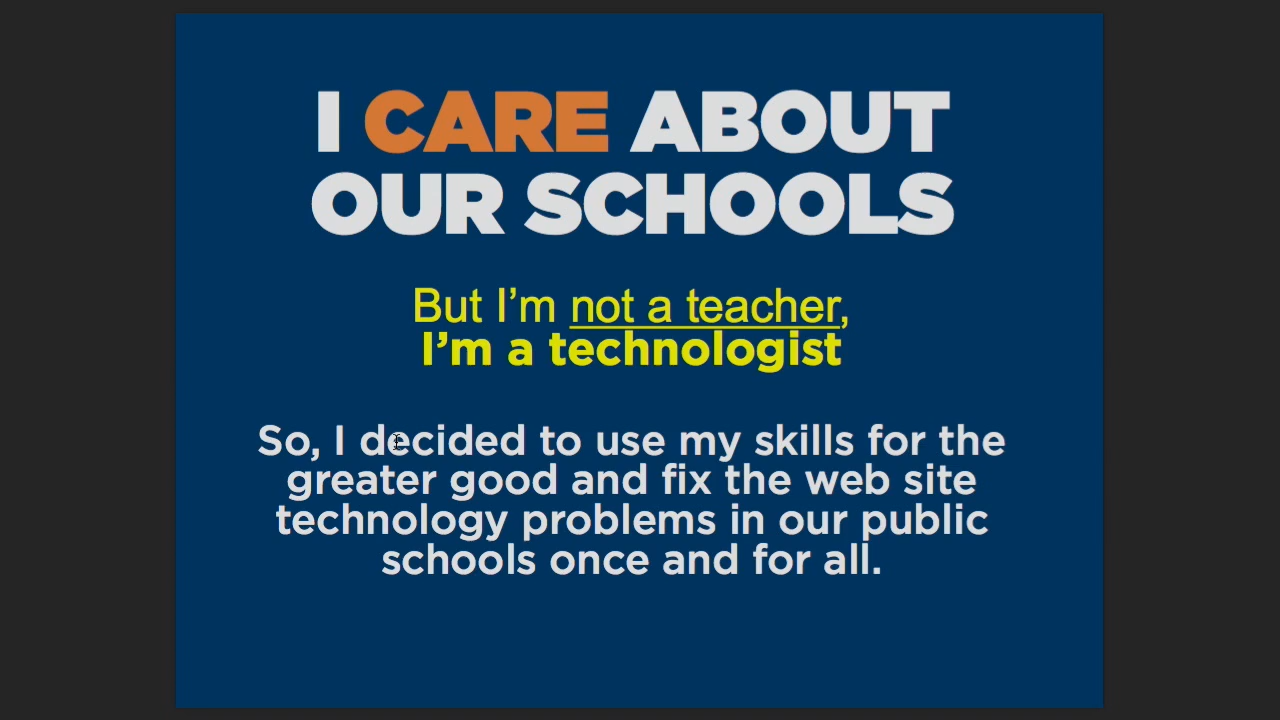 I CARE ABOUT
OUR SCHOOLS
But I’m not a teacher,
I’m a technologist
So, I decided to use my skills for the
greater good and fix the web site
technology problems in our public
schools once and for all.